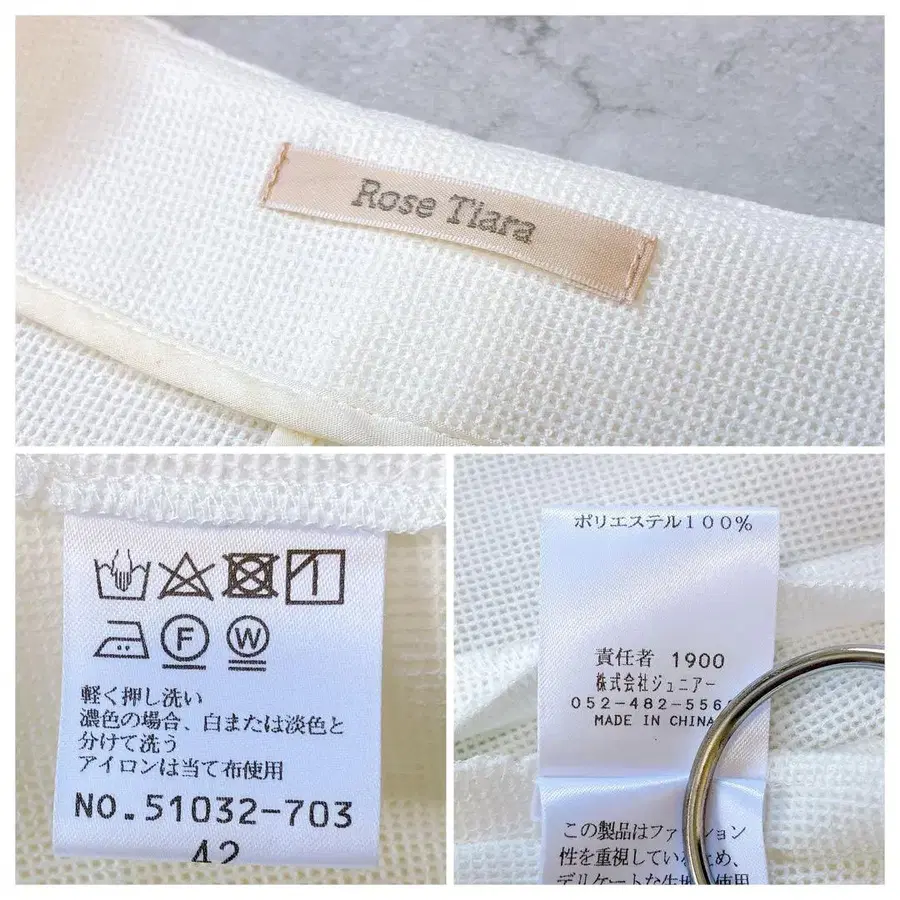 Rose Tiara
軽く押し洗い
濃色の場合、白または淡色と
分けて洗う
アイロンは当て布使用
NO.51032-703
42
ポリエステル100%
責任者 1900
株式会社ジュニアー
052-482-556
MADE IN CHINA
この製品はファッション
性を重視しているため、
デリケートな生地 使用